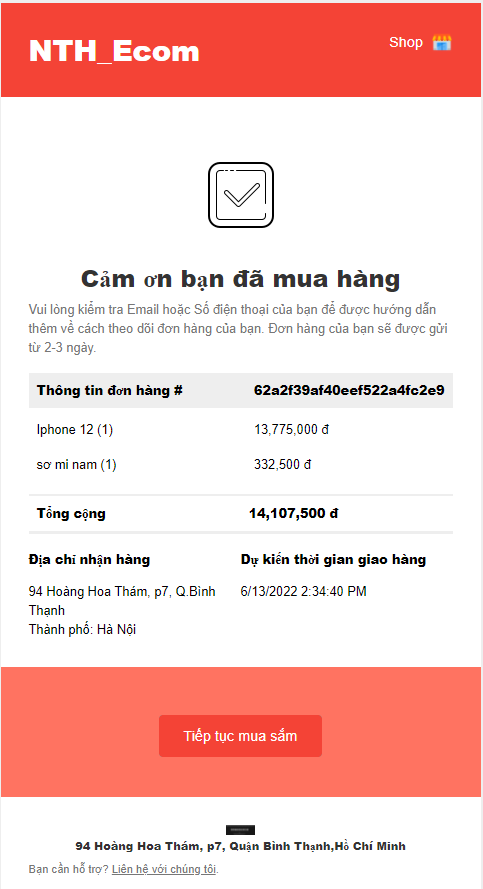 NTH_Ecom
Shop
Cảm ơn bạn đã mua hàng
Vui lòng kiểm tra Email hoặc Số điện thoại của bạn để được hướng dẫn
thêm về cách theo dõi đơn hàng của bạn. Đơn hàng của bạn sẽ được gửi
từ 2-3 ngày.
Thông tin đơn hàng # 62a2f39af40eef522a4fc2e9
Iphone 12 (1) 13,775,000 đ
sơ mi nam (1) 332,500 đ
Tổng cộng 14,107,500 đ
Địa chỉ nhận hàng
94 Hoàng Hoa Thám, p7, Q.Bình
Thạnh
Thành phố: Hà Nội
Dự kiến thời gian giao hàng
6/13/2022 2:34:40 PM
Tiếp tục mua sắm
94 Hoàng Hoa Thám, p7, Quận Bình Thạnh,Hồ Chí Minh
Bạn cần hỗ trợ? Liên hệ với chúng tôi.